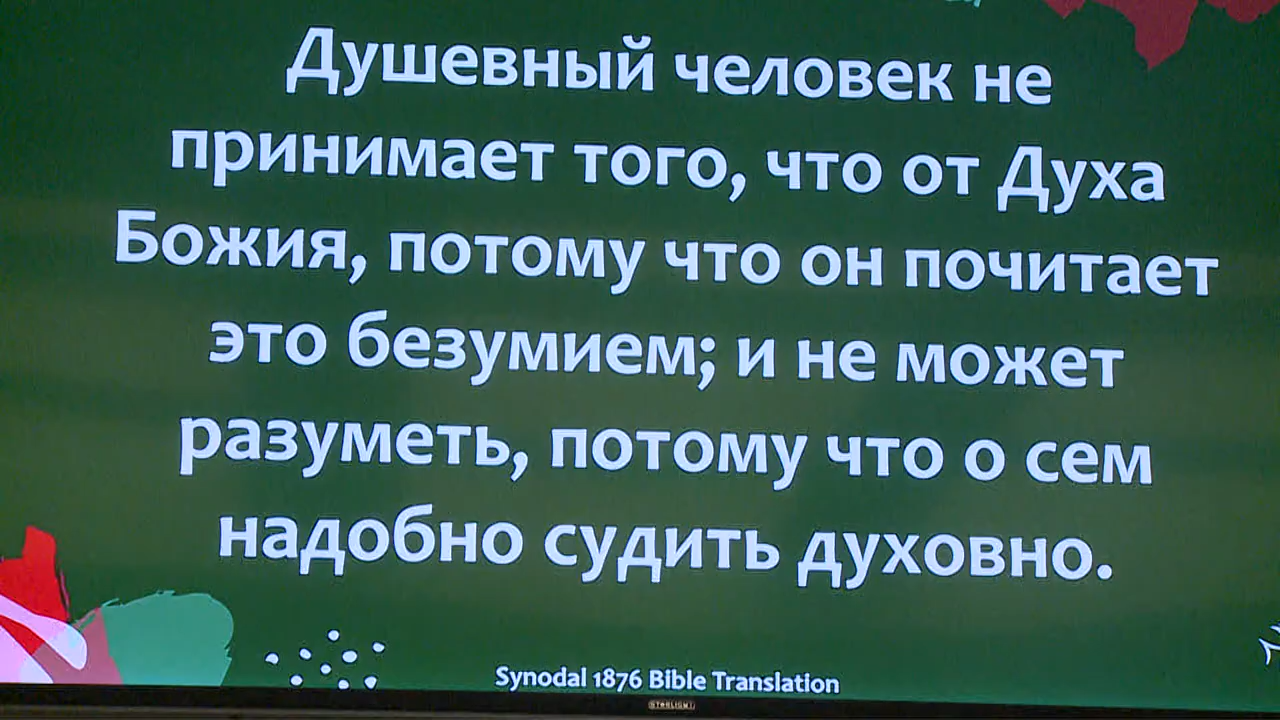 Душевный человек не
принимает того, что от Духа
Божия, потому что он почитает
это безумием; и не может
разуметь, потому что о сем
надобно судить духовно.
Synodal 1876 Bible Translation
STARLIGHT